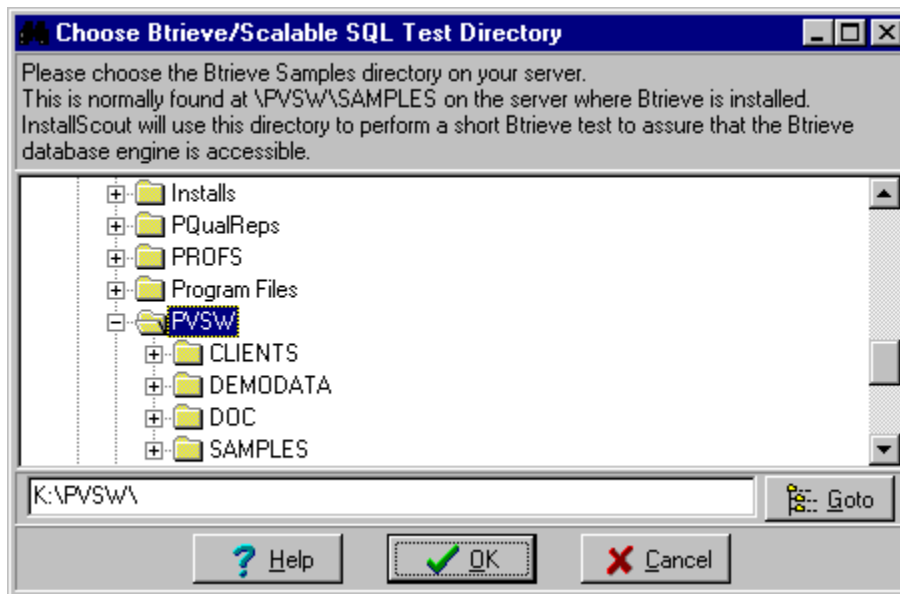 Choose Btrieve/Scalable SQL Test Directory
Please choose the Btrieve Samples directory on your server.
This is normally found at \PVSW\SAMPLES on the server where Btrieve is installed.
InstallScout will use this directory to perform a short Btrieve test to assure that the Btrieve
database engine is accessible.
Installs
PQualReps
PROFS
Program Files
PVSW
CLIENTS
DEMODATA
DOC
SAMPLES
K:\PVSW\
Goto
Help
OK
Cancel